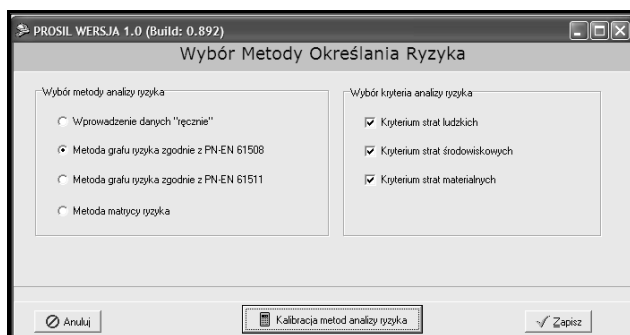 PROSIL WERSJA 1.0 (Build: 0.892)
Wybór Metody Określania Ryzyka
Wybór metody analizy ryzyka
Wprowadzenie danych "ręcznie"
Metoda grafu ryzyka zgodnie z PN-EN 61508
Metoda grafu ryzyka zgodnie z PN-EN 61511
Metoda matrycy ryzyka
Wybór kryteria analizy ryzyka
Kryterium strat ludzkich
Kryterium strat środowiskowych
Kryterium strat materialnych
Anuluj
Kalibracja metod analizy ryzyka
Zapisz